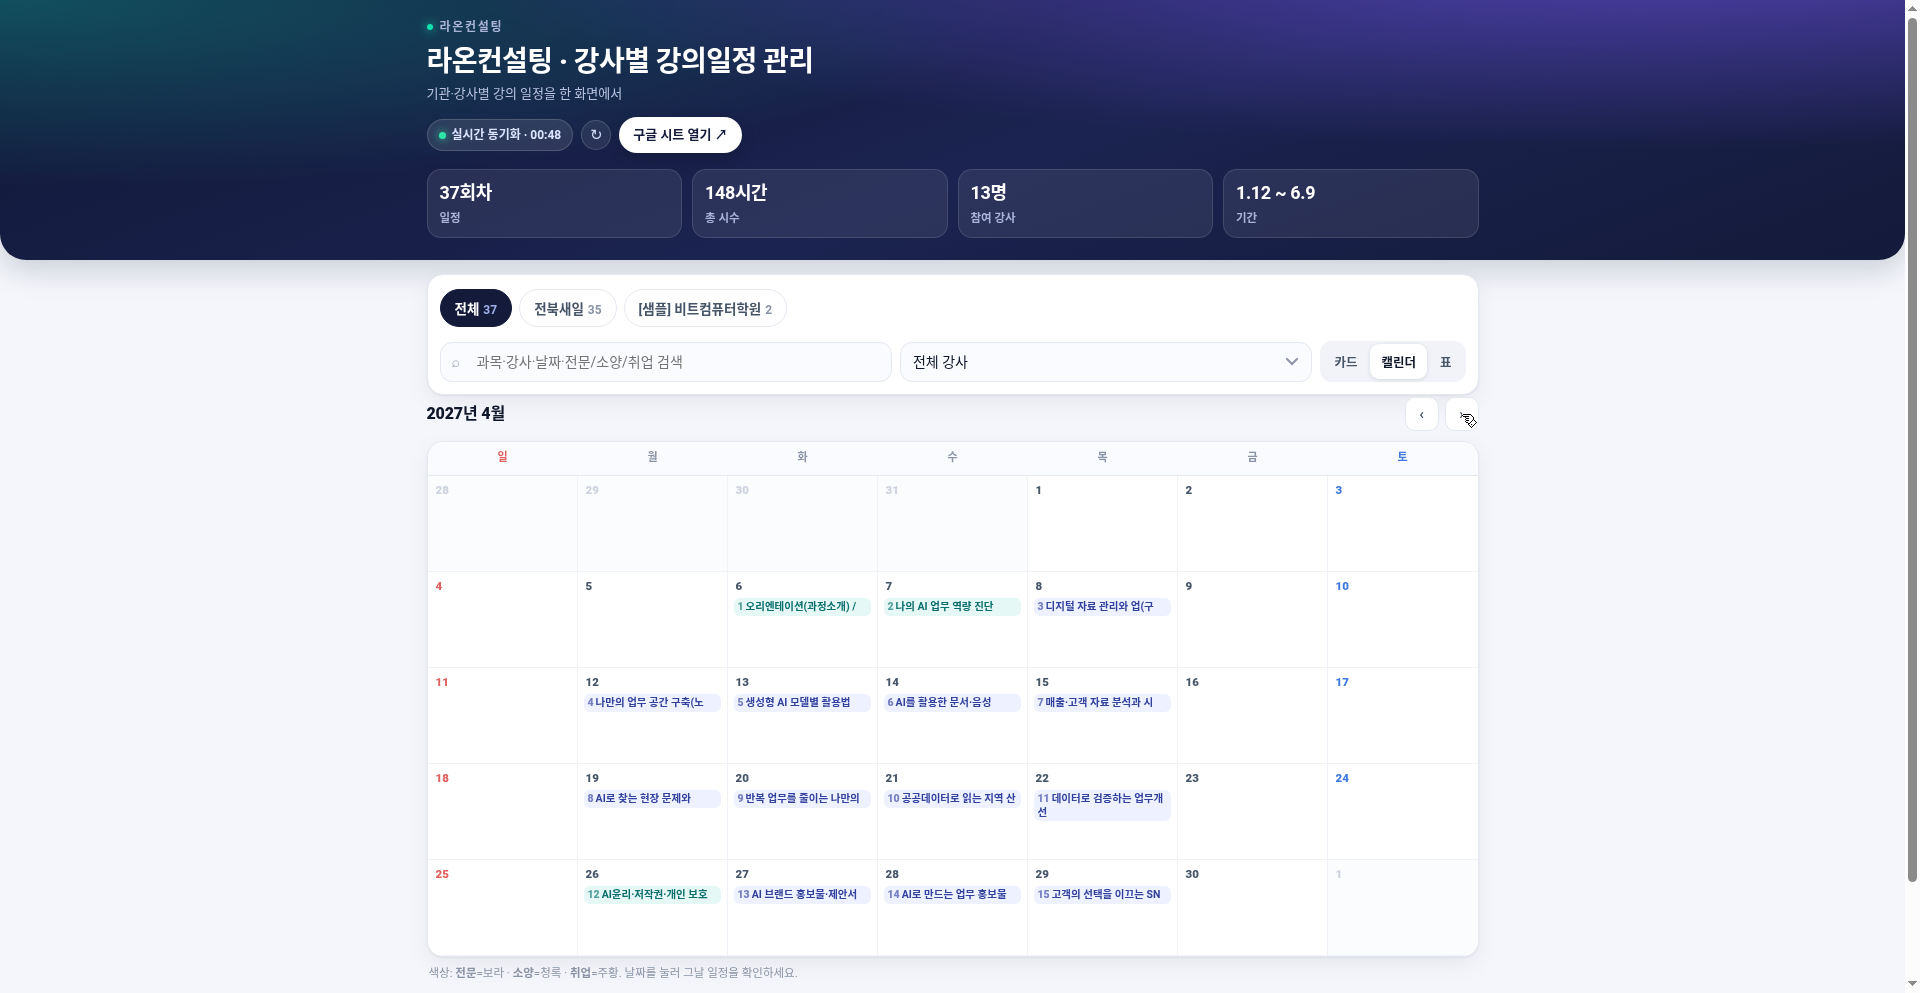 라온컨설팅
라온컨설팅 · 강사별 강의일정 관리
기관·강사별 강의 일정을 한 화면에서
실시간 동기화 · 00:48
↻
구글 시트 열기 ↗
37회차
일정
148시간
총 시수
13명
참여 강사
1.12 ~ 6.9
기간
전체 37
전북새일 35
[샘플] 비트컴퓨터학원 2
과목·강사·날짜·전문/소양/취업 검색
전체 강사
카드
캘린더
표
2027년 4월
‹
일 월 화 수 목 금 토
28 29 30 31 1 2 3
4 5 6 7 8 9 10
1 오리엔테이션(과정소개) /
2 나의 AI 업무 역량 진단
3 디지털 자료 관리와 업(구
11 12 13 14 15 16 17
4 나만의 업무 공간 구축(노
5 생성형 AI 모델별 활용법
6 AI를 활용한 문서·음성
7 매출·고객 자료 분석과 시
18 19 20 21 22 23 24
8 AI로 찾는 현장 문제와
9 반복 업무를 줄이는 나만의
10 공공데이터로 읽는 지역 산
11 데이터로 검증하는 업무개
선
25 26 27 28 29 30 1
12 AI윤리·저작권·개인 보호
13 AI 브랜드 홍보물·제안서
14 AI로 만드는 업무 홍보물
15 고객의 선택을 이끄는 SN
색상: 전문=보라 · 소양=청록 · 취업=주황. 날짜를 눌러 그날 일정을 확인하세요.